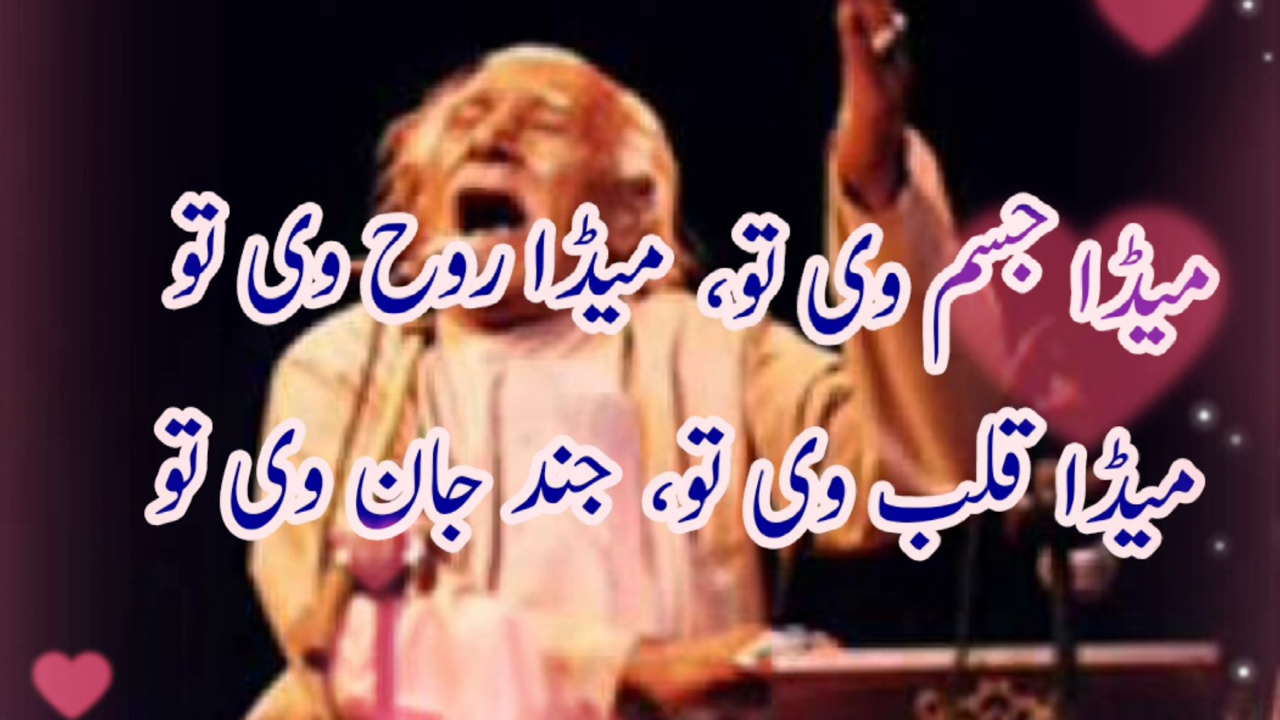 میڈا جسم وی تو، میڈا روح وی تو
میڈا قلب وی تو، جند جان وی تو